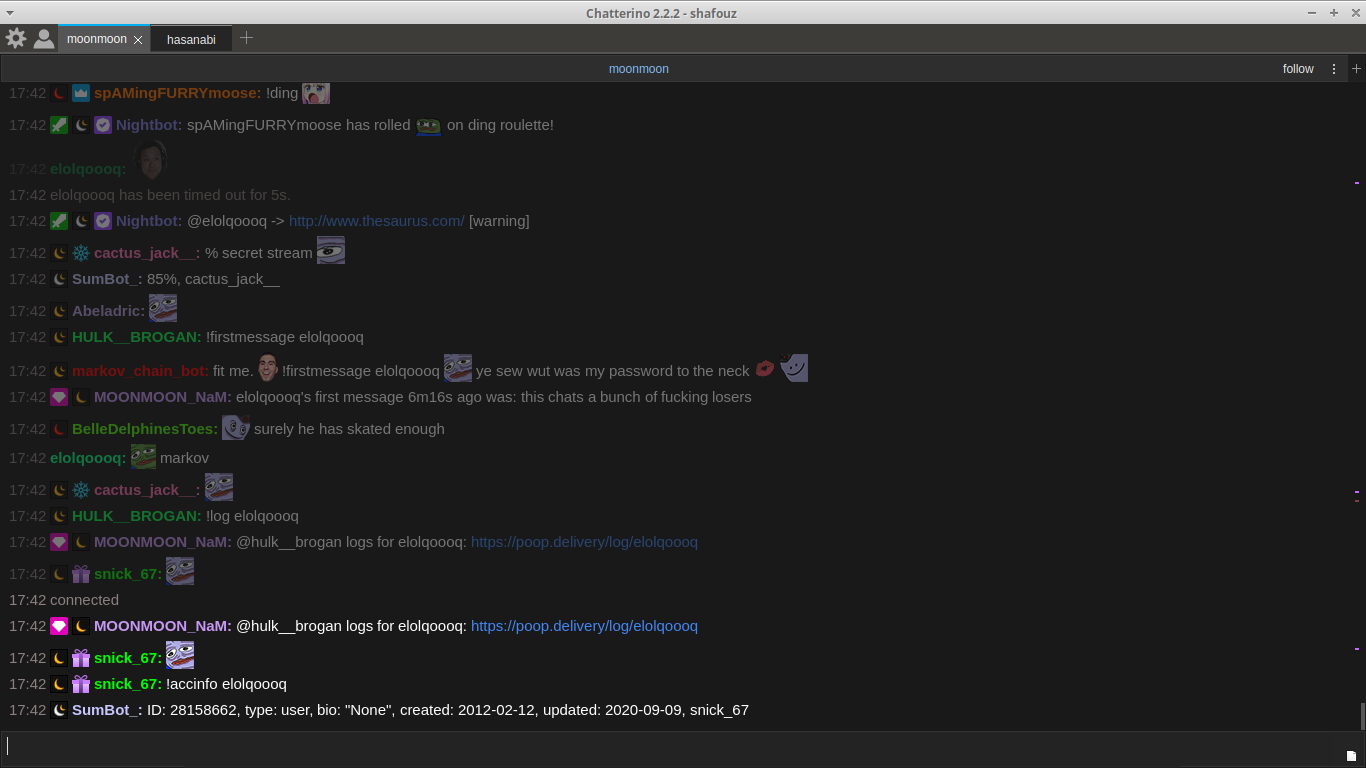 Chatterino 2.2.2 - shafouz
moonmoon
hasanabi
moonmoon
follow
17:42 spAMingFURRYmoose: !ding
17:42 Nightbot: spAMingFURRYmoose has rolled on ding roulette!
17:42 elolqoooq:
17:42 elolqoooq has been timed out for 5s.
17:42 Nightbot: @elolqoooq -> http://www.thesaurus.com/ [warning]
17:42 cactus_jack__: % secret stream
17:42 SumBot_: 85%, cactus_jack__
17:42 Abeladric:
17:42 HULK__BROGAN: !firstmessage elolqoooq
17:42 markov_chain_bot: fit me. !firstmessage elolqoooq ye sew wut was my password to the neck
17:42 MOONMOON_NaM: elolqoooq's first message 6m16s ago was: this chats a bunch of fucking losers
17:42 BelleDelphinesToes: surely he has skated enough
17:42 elolqoooq: markov
17:42 cactus_jack__:
17:42 HULK__BROGAN: !log elolqoooq
17:42 MOONMOON_NaM: @hulk__brogan logs for elolqoooq: https://poop.delivery/log/elolqoooq
17:42 snick_67:
17:42 connected
17:42 MOONMOON_NaM: @hulk__brogan logs for elolqoooq: https://poop.delivery/log/elolqoooq
17:42 snick_67:
17:42 snick_67: !accinfo elolqoooq
17:42 SumBot_: ID: 28158662, type: user, bio: "None", created: 2012-02-12, updated: 2020-09-09, snick_67